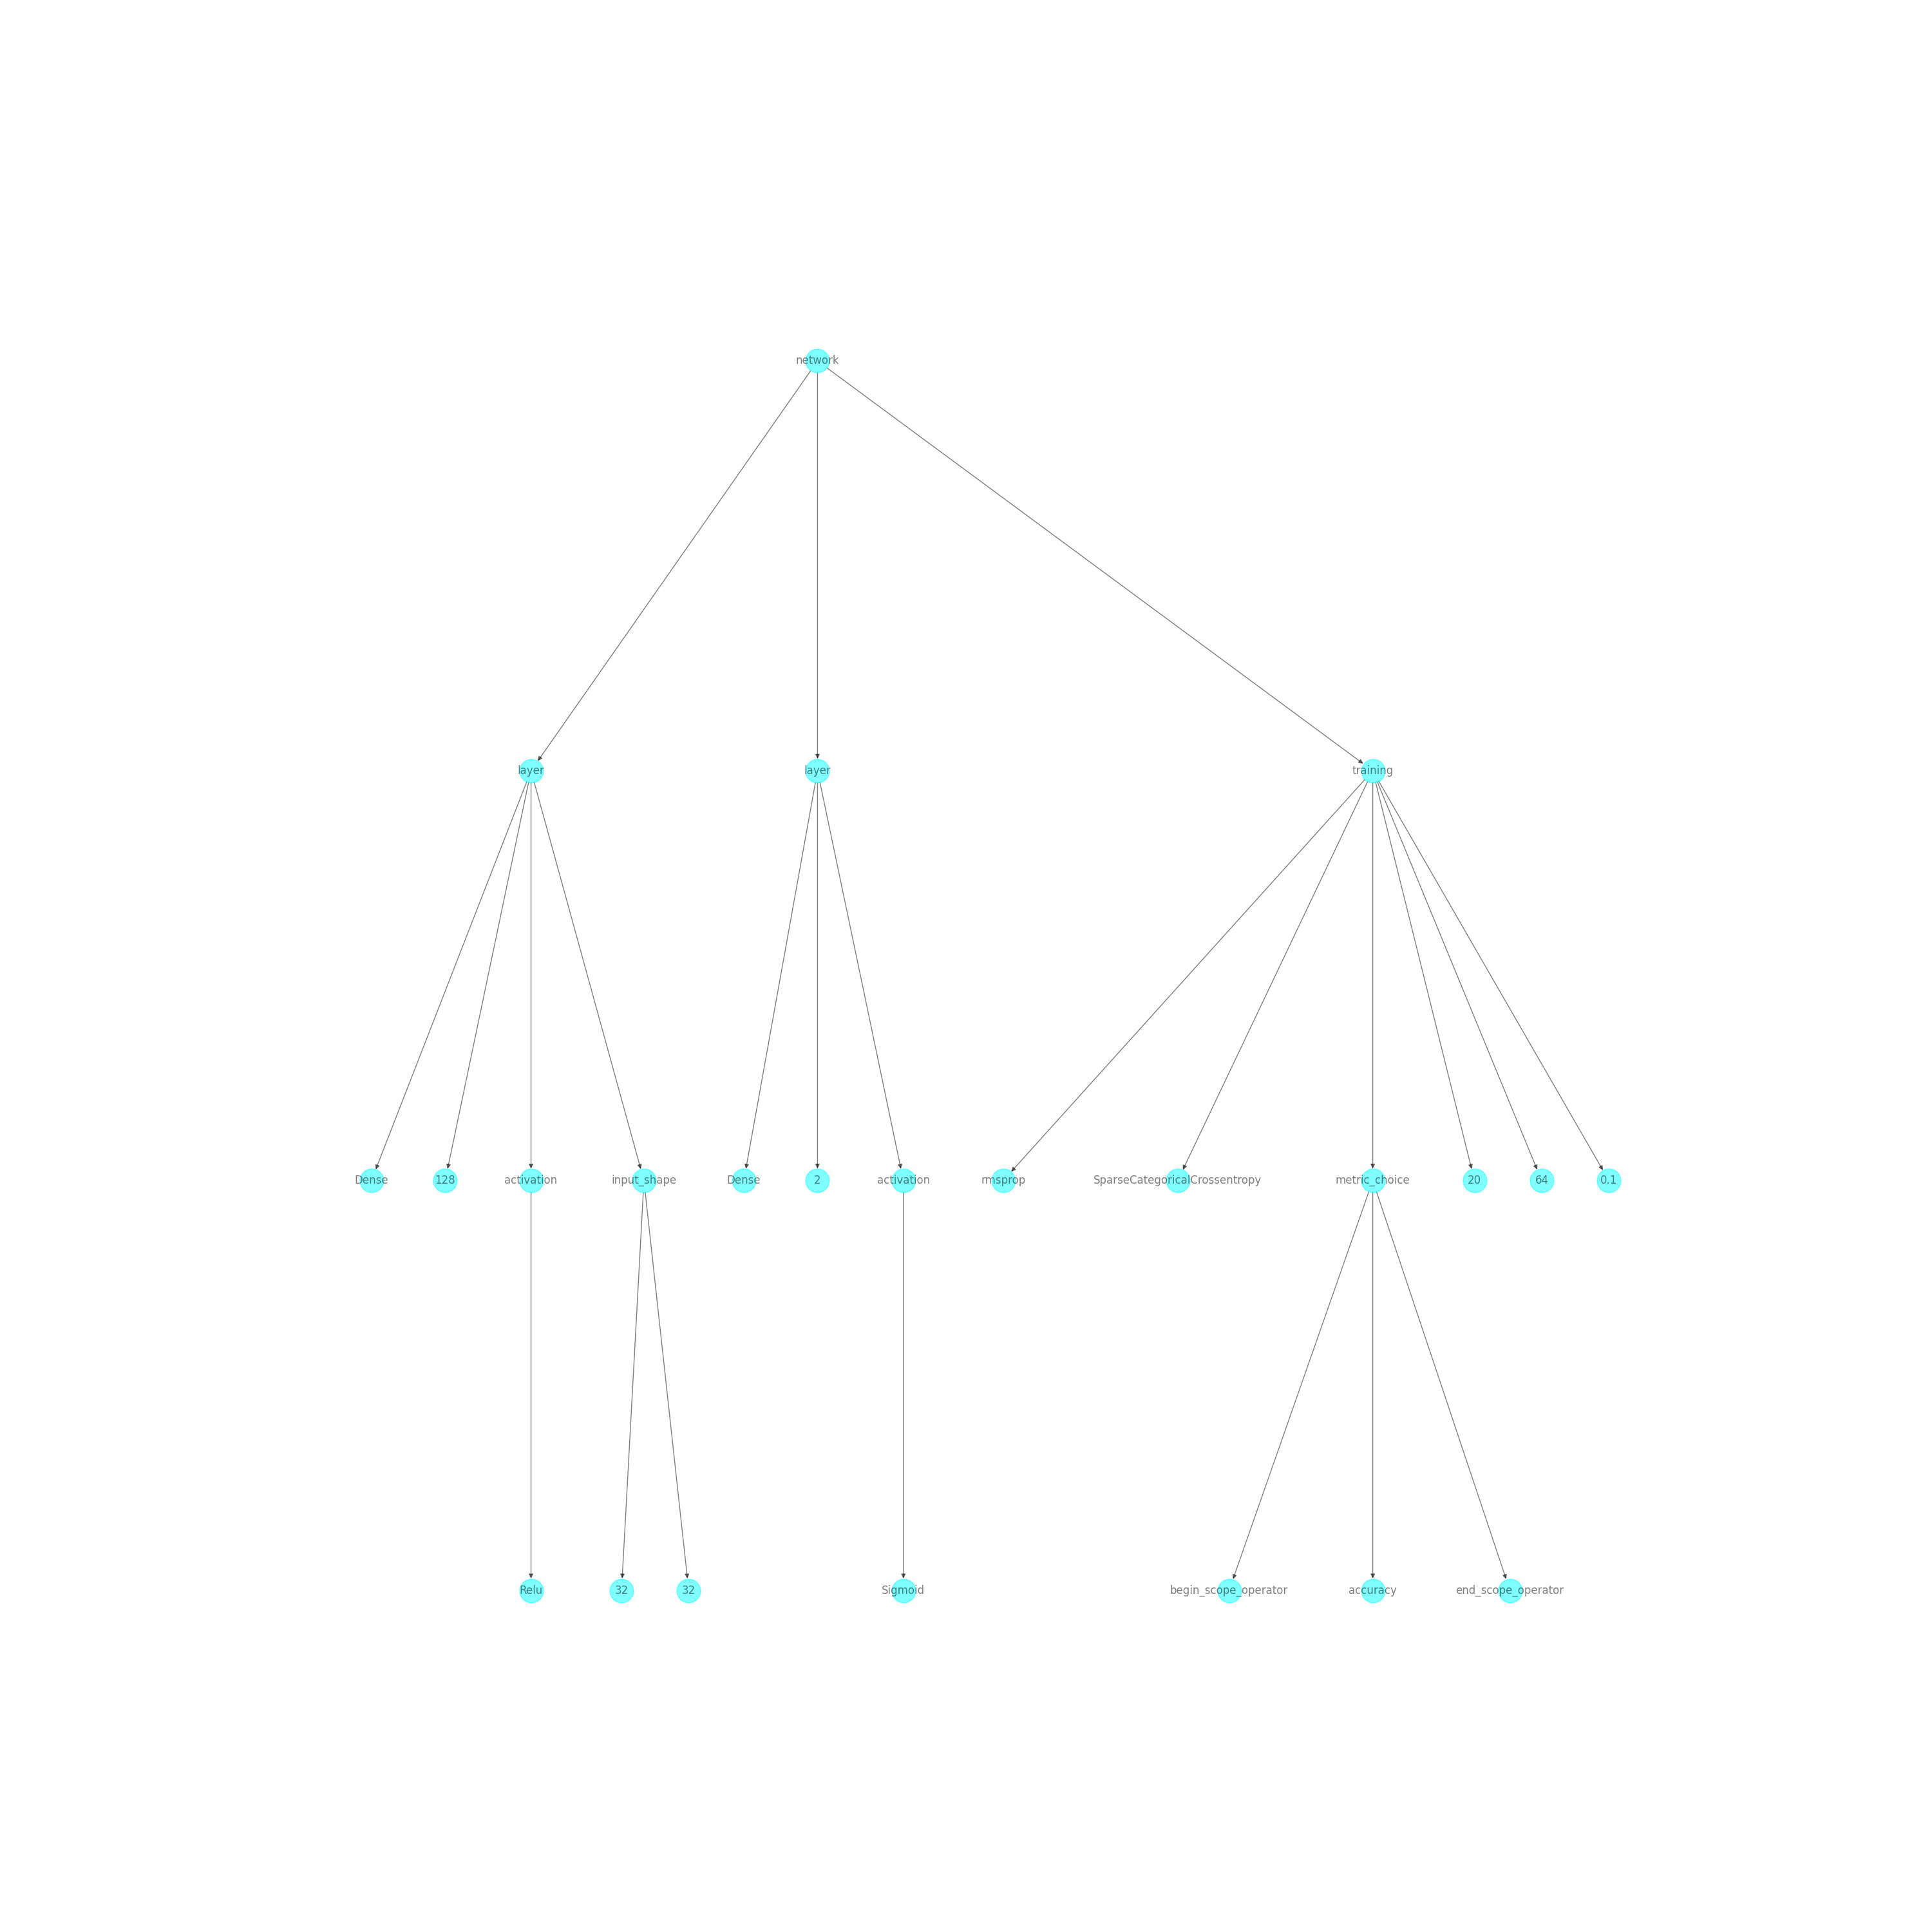 network
layer
layer
training
Dense
128
activation
input_shape
Dense
2
activation
rmsprop
SparseCategoricalCrossentropy
metric_choice
20
64
0.1
Relu
32
32
Sigmoid
begin_scope_operator
accuracy
end_scope_operator